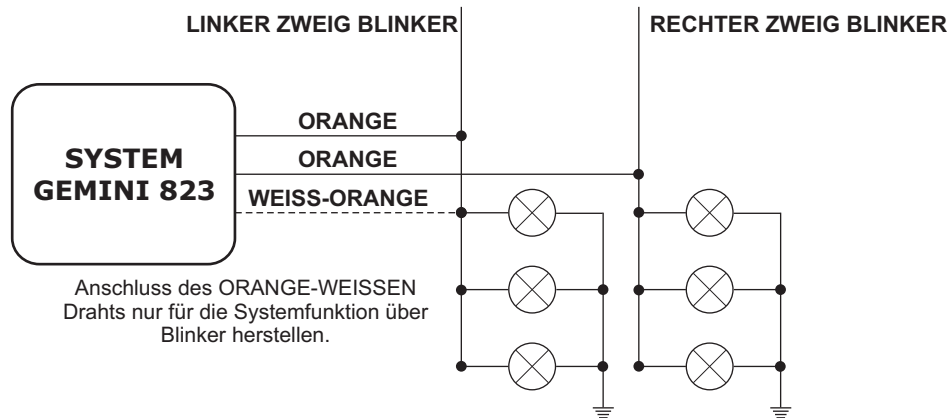 LINKER ZWEIG BLINKER
RECHTER ZWEIG BLINKER
ORANGE
ORANGE
WEISS-ORANGE
SYSTEM
GEMINI 823
Anschluss des ORANGE-WEISSEN
Drahts nur für die Systemfunktion über
Blinker herstellen.